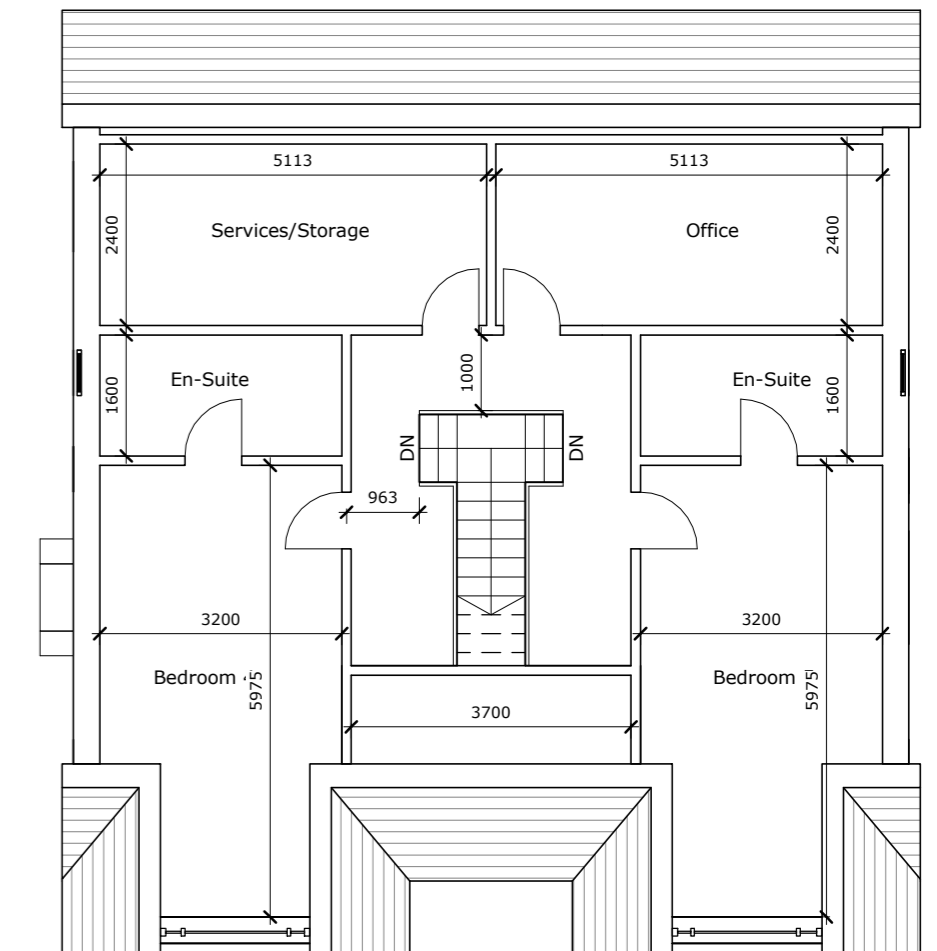 5113
5113
2400
Services/Storage
Office
2400
1000
En-Suite
En-Suite
1600
1600
DN
DN
963
3200
3200
Bedroom
5975
Bedroom
5975
3700